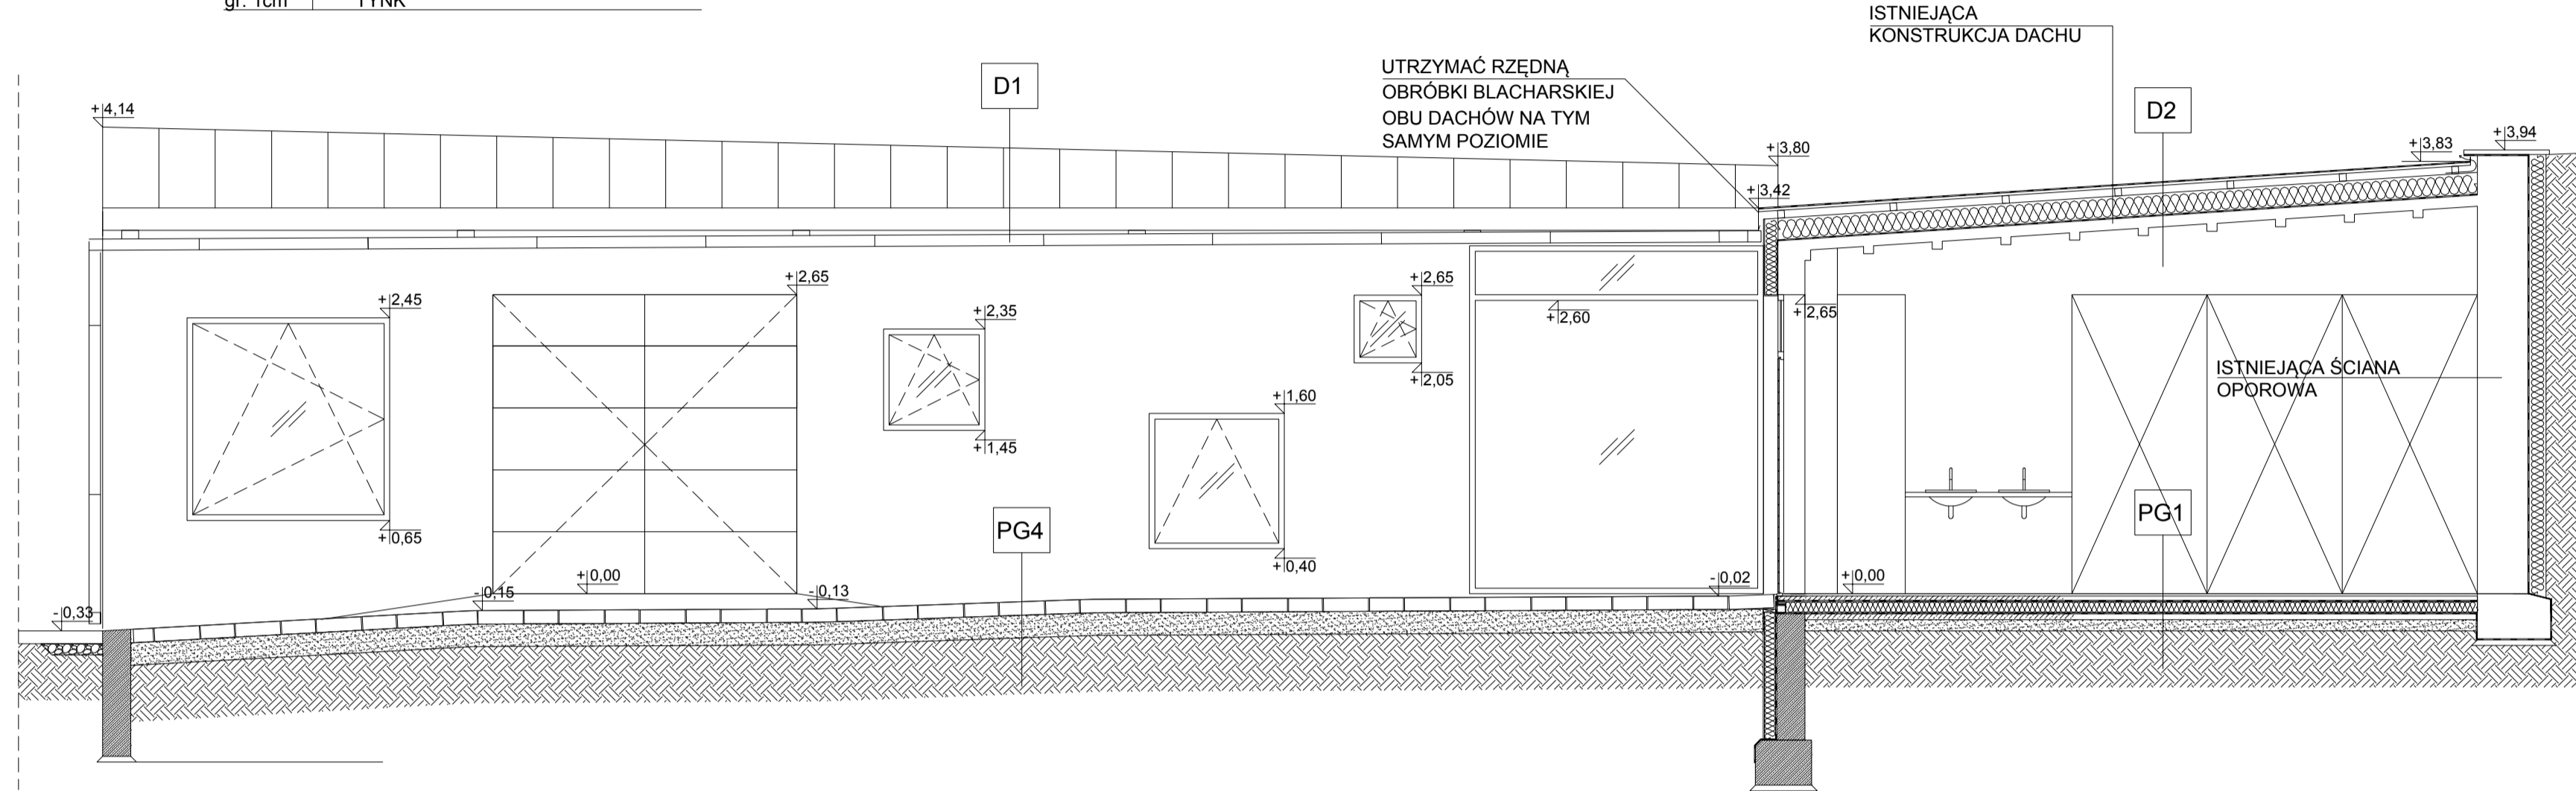 gr. 1cm TYNK
ISTNIEJĄCA
KONSTRUKCJA DACHU
UTRZYMAĆ RZĘDNĄ
OBRÓBKI BLACHARSKIEJ
OBU DACHÓW NA TYM
SAMYM POZIOMIE
D1
D2
+4,14
+3,80
+3,42
+3,83
+3,94
+2,45
+2,65
+2,35
+2,65
+2,60
+2,65
+2,05
+1,45
+1,60
ISTNIEJĄCA ŚCIANA
OPOROWA
+0,65
PG4
PG1
+0,40
-0,33
-0,15
+0,00
-0,13
-0,02
+0,00